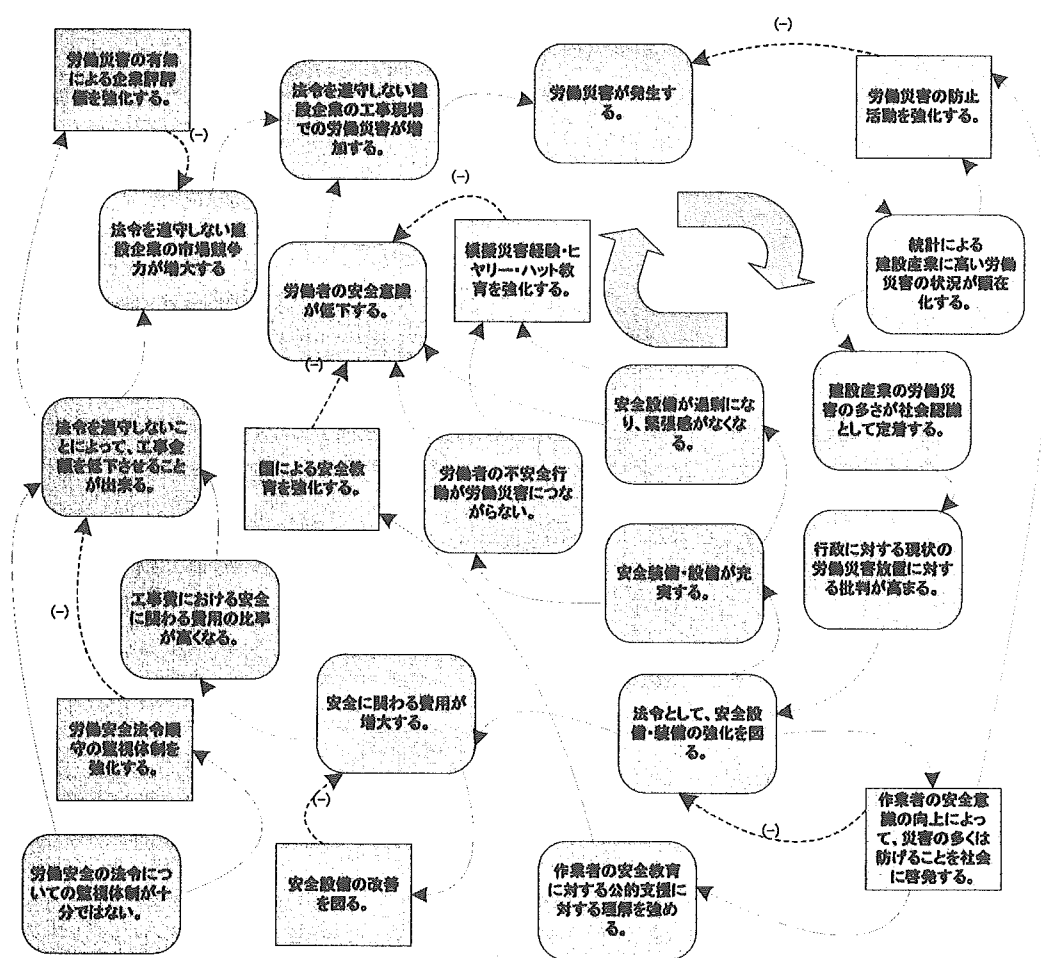 労働災害の有無
による企業評評
価を強化する。
(-)
法令を遵守しない建
設企業の工事現場
での労働災害が増
加する。
労働災害が発生す
る。
(-)
労働災害の防止
活動を強化する。
法令を遵守しない建
設企業の市場競争
力が増大する
労働者の安全意識
が低下する。
(-)
(-)
模擬災害経験・ヒ
ヤリー・ハット教
育を強化する。
統計による
建設産業に高い労働
災害の状況が顕在
化する。
安全設備が過剰にな
り、緊張感がなくな
る。
建設産業の労働災
害の多さが社会認識
として定着する。
法令を遵守しないこ
とによって、工事金
額を低下させること
が出来る。
による安全教
育を強化する。
労働者の不安全行
動が労働災害につな
がらない。
安全装備・設備が充
実する。
行政に対する現状の
労働災害放置に対す
る批判が高まる。
(-)
工事費における安全
に関わる費用の比率
が高くなる。
労働安全法令順
守の監視体制を
強化する。
安全に関わる費用が
増大する。
(-)
法令として、安全設
備・装備の強化を図
る。
(-)
作業者の安全意
識の向上によっ
て、災害の多くは
防げることを社会
に啓発する。
労働安全の法令につ
いての監視体制が十
分ではない。
安全設備の改善
を図る。
作業者の安全教育
に対する公的支援に
対する理解を強め
る。